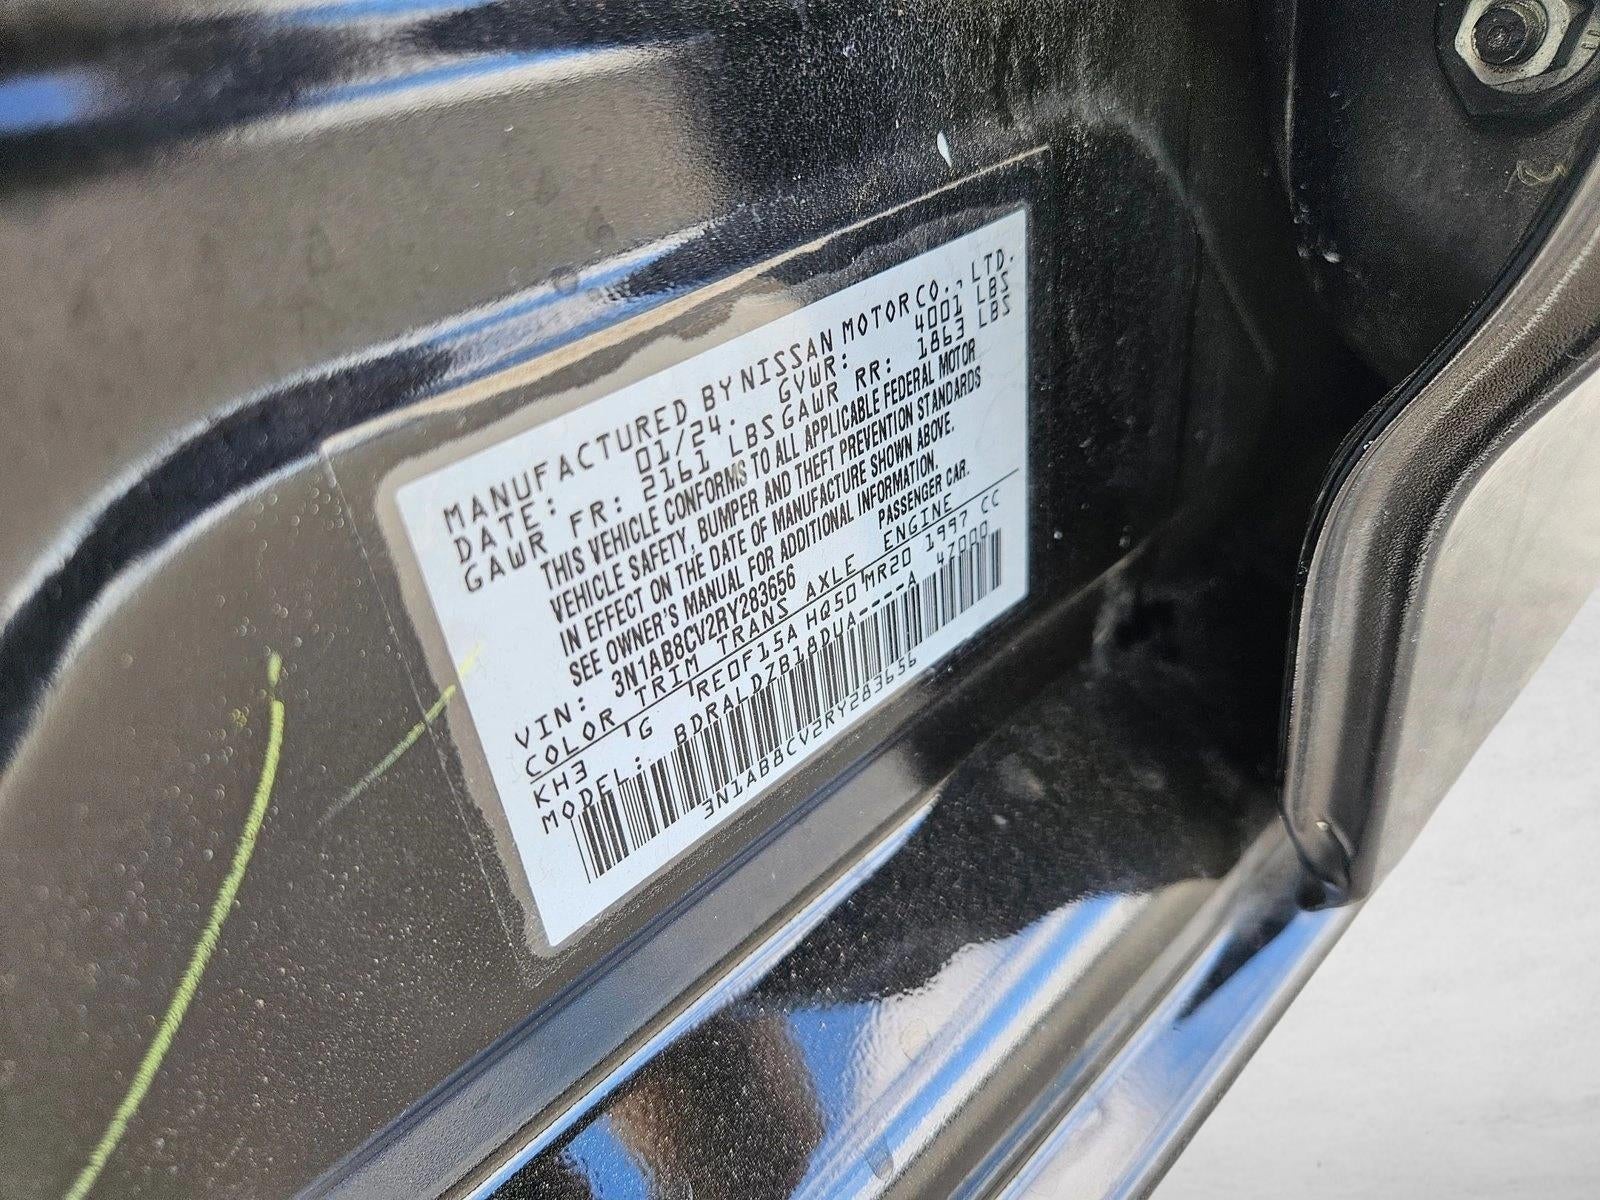 MANUFACTURED BY NISSAN MOTOR CO., LTD.
DATE: 01/24. GVWR: 4001 LBS
GAWR FR: 2161 LBS GAWR RR: 1863 LBS
THIS VEHICLE CONFORMS TO ALL APPLICABLE FEDERAL MOTOR
VEHICLE SAFETY, BUMPER AND THEFT PREVENTION STANDARDS
IN EFFECT ON THE DATE OF MANUFACTURE SHOWN ABOVE.
SEE OWNER'S MANUAL FOR ADDITIONAL INFORMATION.
VIN: 3N1AB8CV2RY283656 PASSENGER CAR.
COLOR TRIM TRANS AXLE ENGINE
KH3 G RE0F15A HQ50 MR20 1997 CC
MODEL: BDRALDZB18DUA----A 47000
3N1AB8CV2RY283656